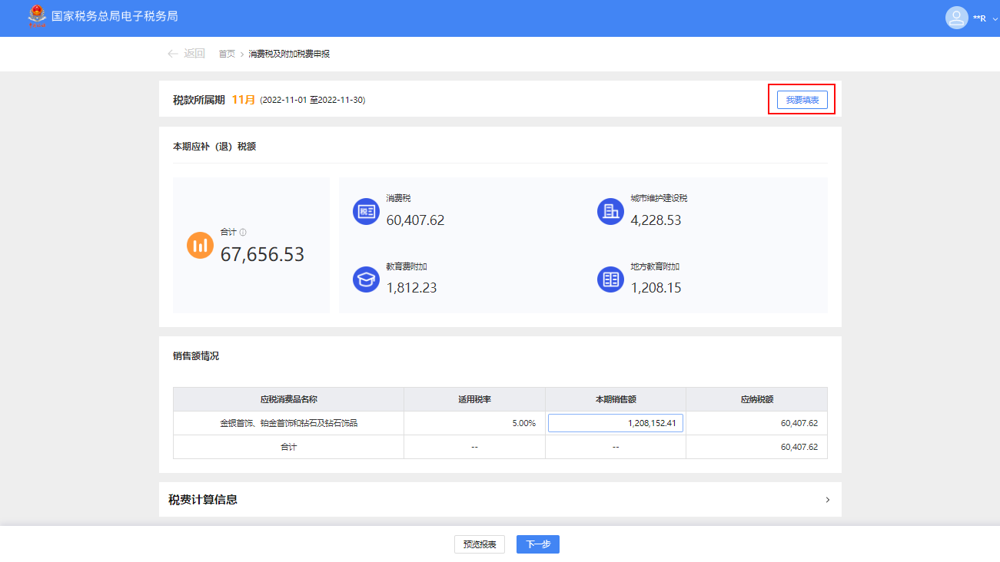 国家税务总局电子税务局
**R
返回 首页 > 消费税及附加税费申报
税款所属期 11月 (2022-11-01 至2022-11-30)
我要填表
本期应补（退）税额
合计
67,656.53
消费税
60,407.62
城市维护建设税
4,228.53
教育费附加
1,812.23
地方教育附加
1,208.15
销售额情况
应税消费品名称 适用税率 本期销售额 应纳税额
金银首饰、铂金首饰和钻石及钻石饰品 5.00% 1,208,152.41 60,407.62
合计 -- -- 60,407.62
税费计算信息
预览报表 下一步